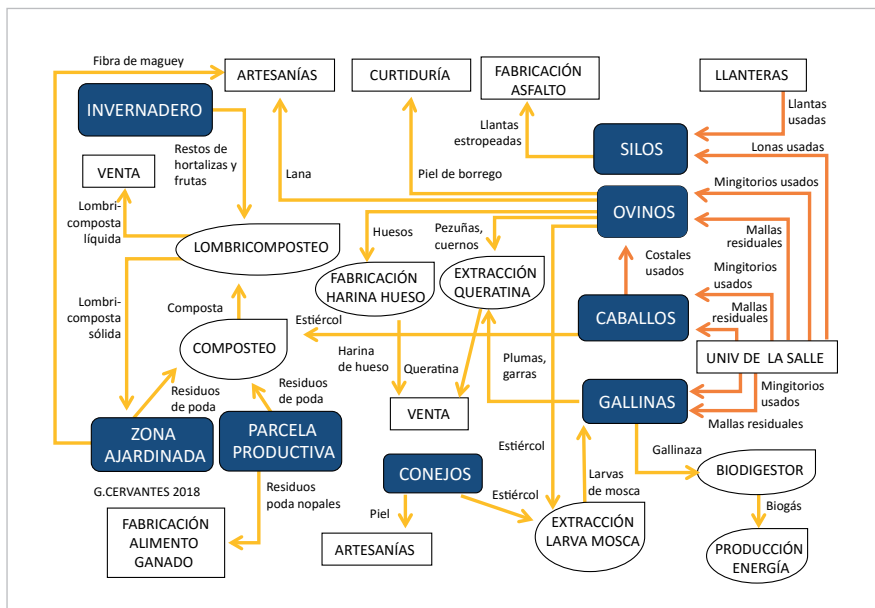 Fibra de maguey
ARTESANÍAS
CURTIDURÍA
FABRICACIÓN
ASFALTO
LLANTERAS
INVERNADERO
Restos de
hortalizas y
frutas
Llantas
estropeadas
Llantas
usadas
SILOS
Lonas usadas
VENTA
Lana
Piel de borrego
Mingitorios usados
OVINOS
Lombri-
composta
líquida
LOMBRICOMPOSTEO
Huesos
Pezuñas,
cuernos
Mallas
residuales
FABRICACIÓN
HARINA HUESO
EXTRACCIÓN
QUERATINA
Costales
usados
Mingitorios
usados
Lombri-
composta
sólida
Composta
Estiércol
CABALLOS
Mallas
residuales
COMPOSTEO
Harina
de hueso
Queratina
Plumas,
garras
UNIV DE LA SALLE
Residuos
de poda
Residuos
de poda
VENTA
GALLINAS
Mingitorios
usados
Mallas residuales
ZONA
AJARDINADA
PARCELA
PRODUCTIVA
Estiércol
Gallinaza
G.CERVANTES 2018
Residuos
poda nopales
CONEJOS
Estiércol
Larvas
de mosca
BIODIGESTOR
Piel
Biogás
FABRICACIÓN
ALIMENTO
GANADO
ARTESANÍAS
EXTRACCIÓN
LARVA MOSCA
PRODUCCIÓN
ENERGÍA